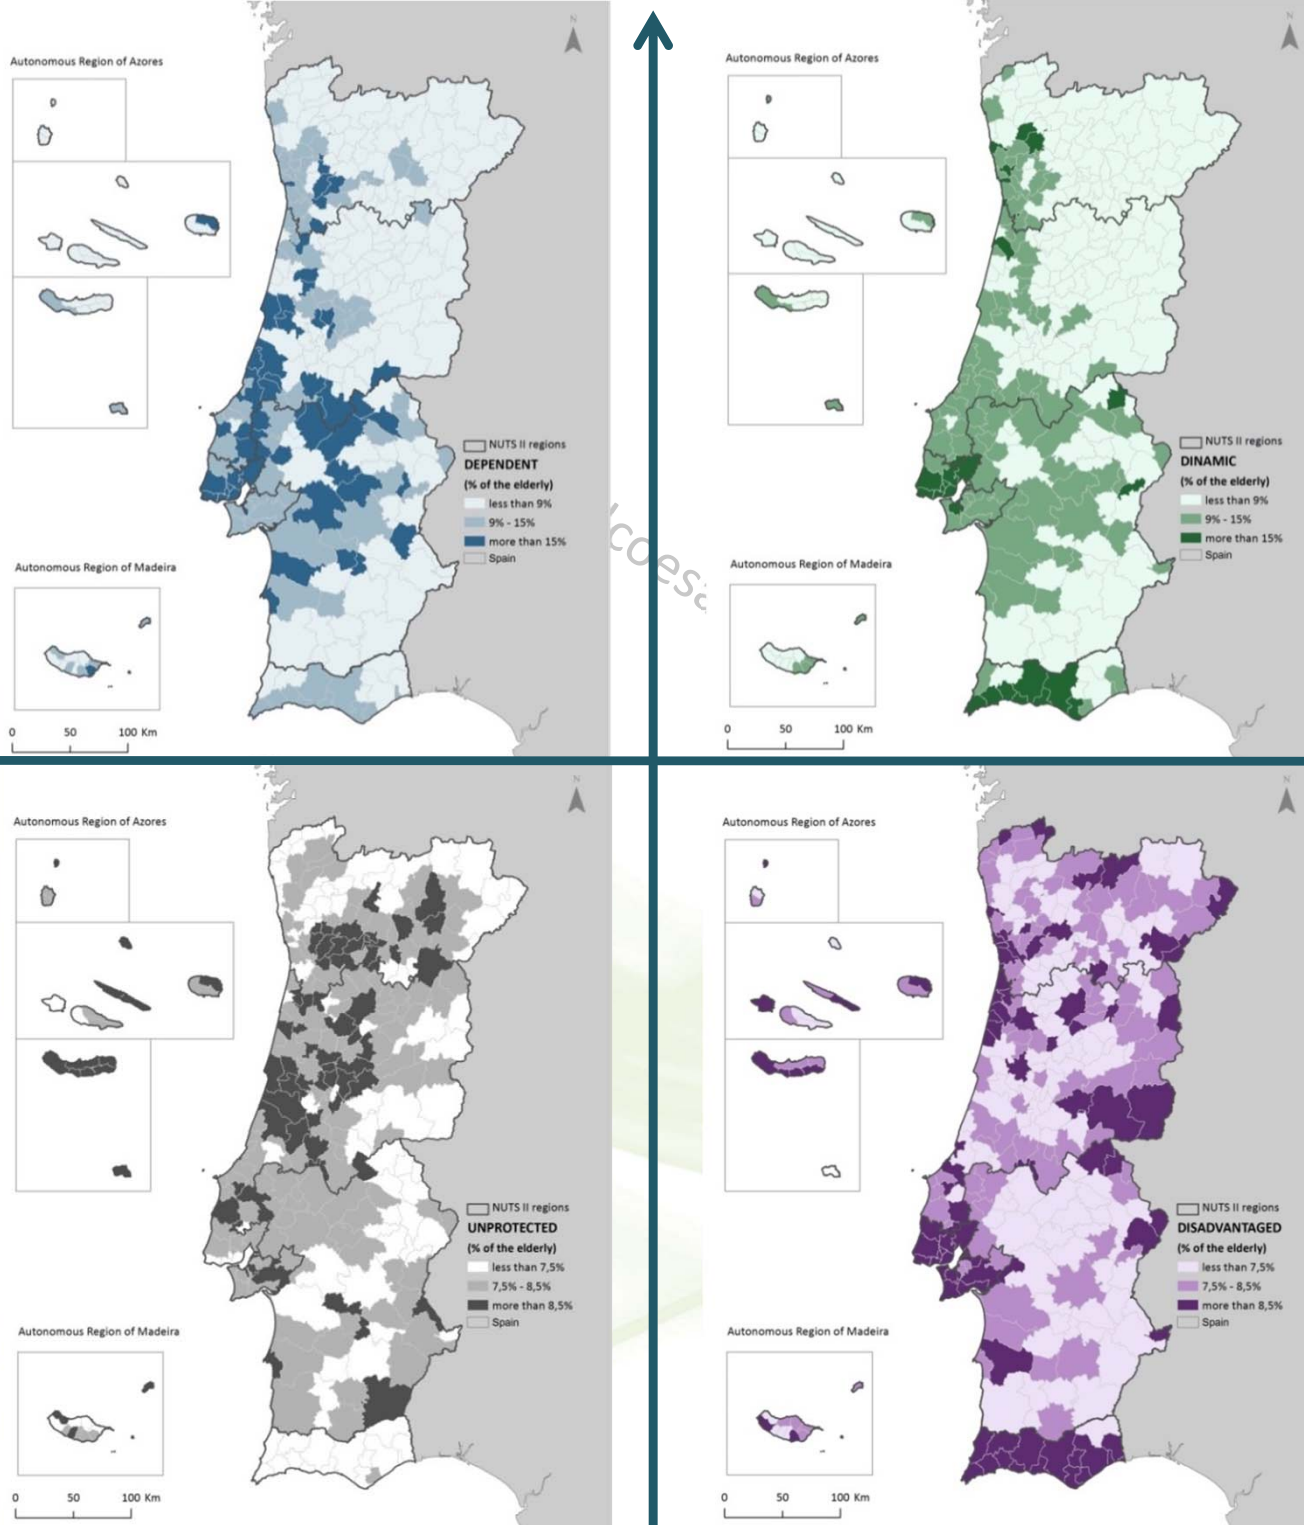 N
Autonomous Region of Azores
NUTS II regions
DEPENDENT
(% of the elderly)
less than 9%
9% - 15%
more than 15%
Spain
Autonomous Region of Madeira
0 50 100 Km
N
Autonomous Region of Azores
NUTS II regions
DINAMIC
(% of the elderly)
less than 9%
9% - 15%
more than 15%
Spain
Autonomous Region of Madeira
0 50 100 Km
N
Autonomous Region of Azores
NUTS II regions
UNPROTECTED
(% of the elderly)
less than 7,5%
7,5% - 8,5%
more than 8,5%
Spain
Autonomous Region of Madeira
0 50 100 Km
N
Autonomous Region of Azores
NUTS II regions
DISADVANTAGED
(% of the elderly)
less than 7,5%
7,5% - 8,5%
more than 8,5%
Spain
Autonomous Region of Madeira
0 50 100 Km